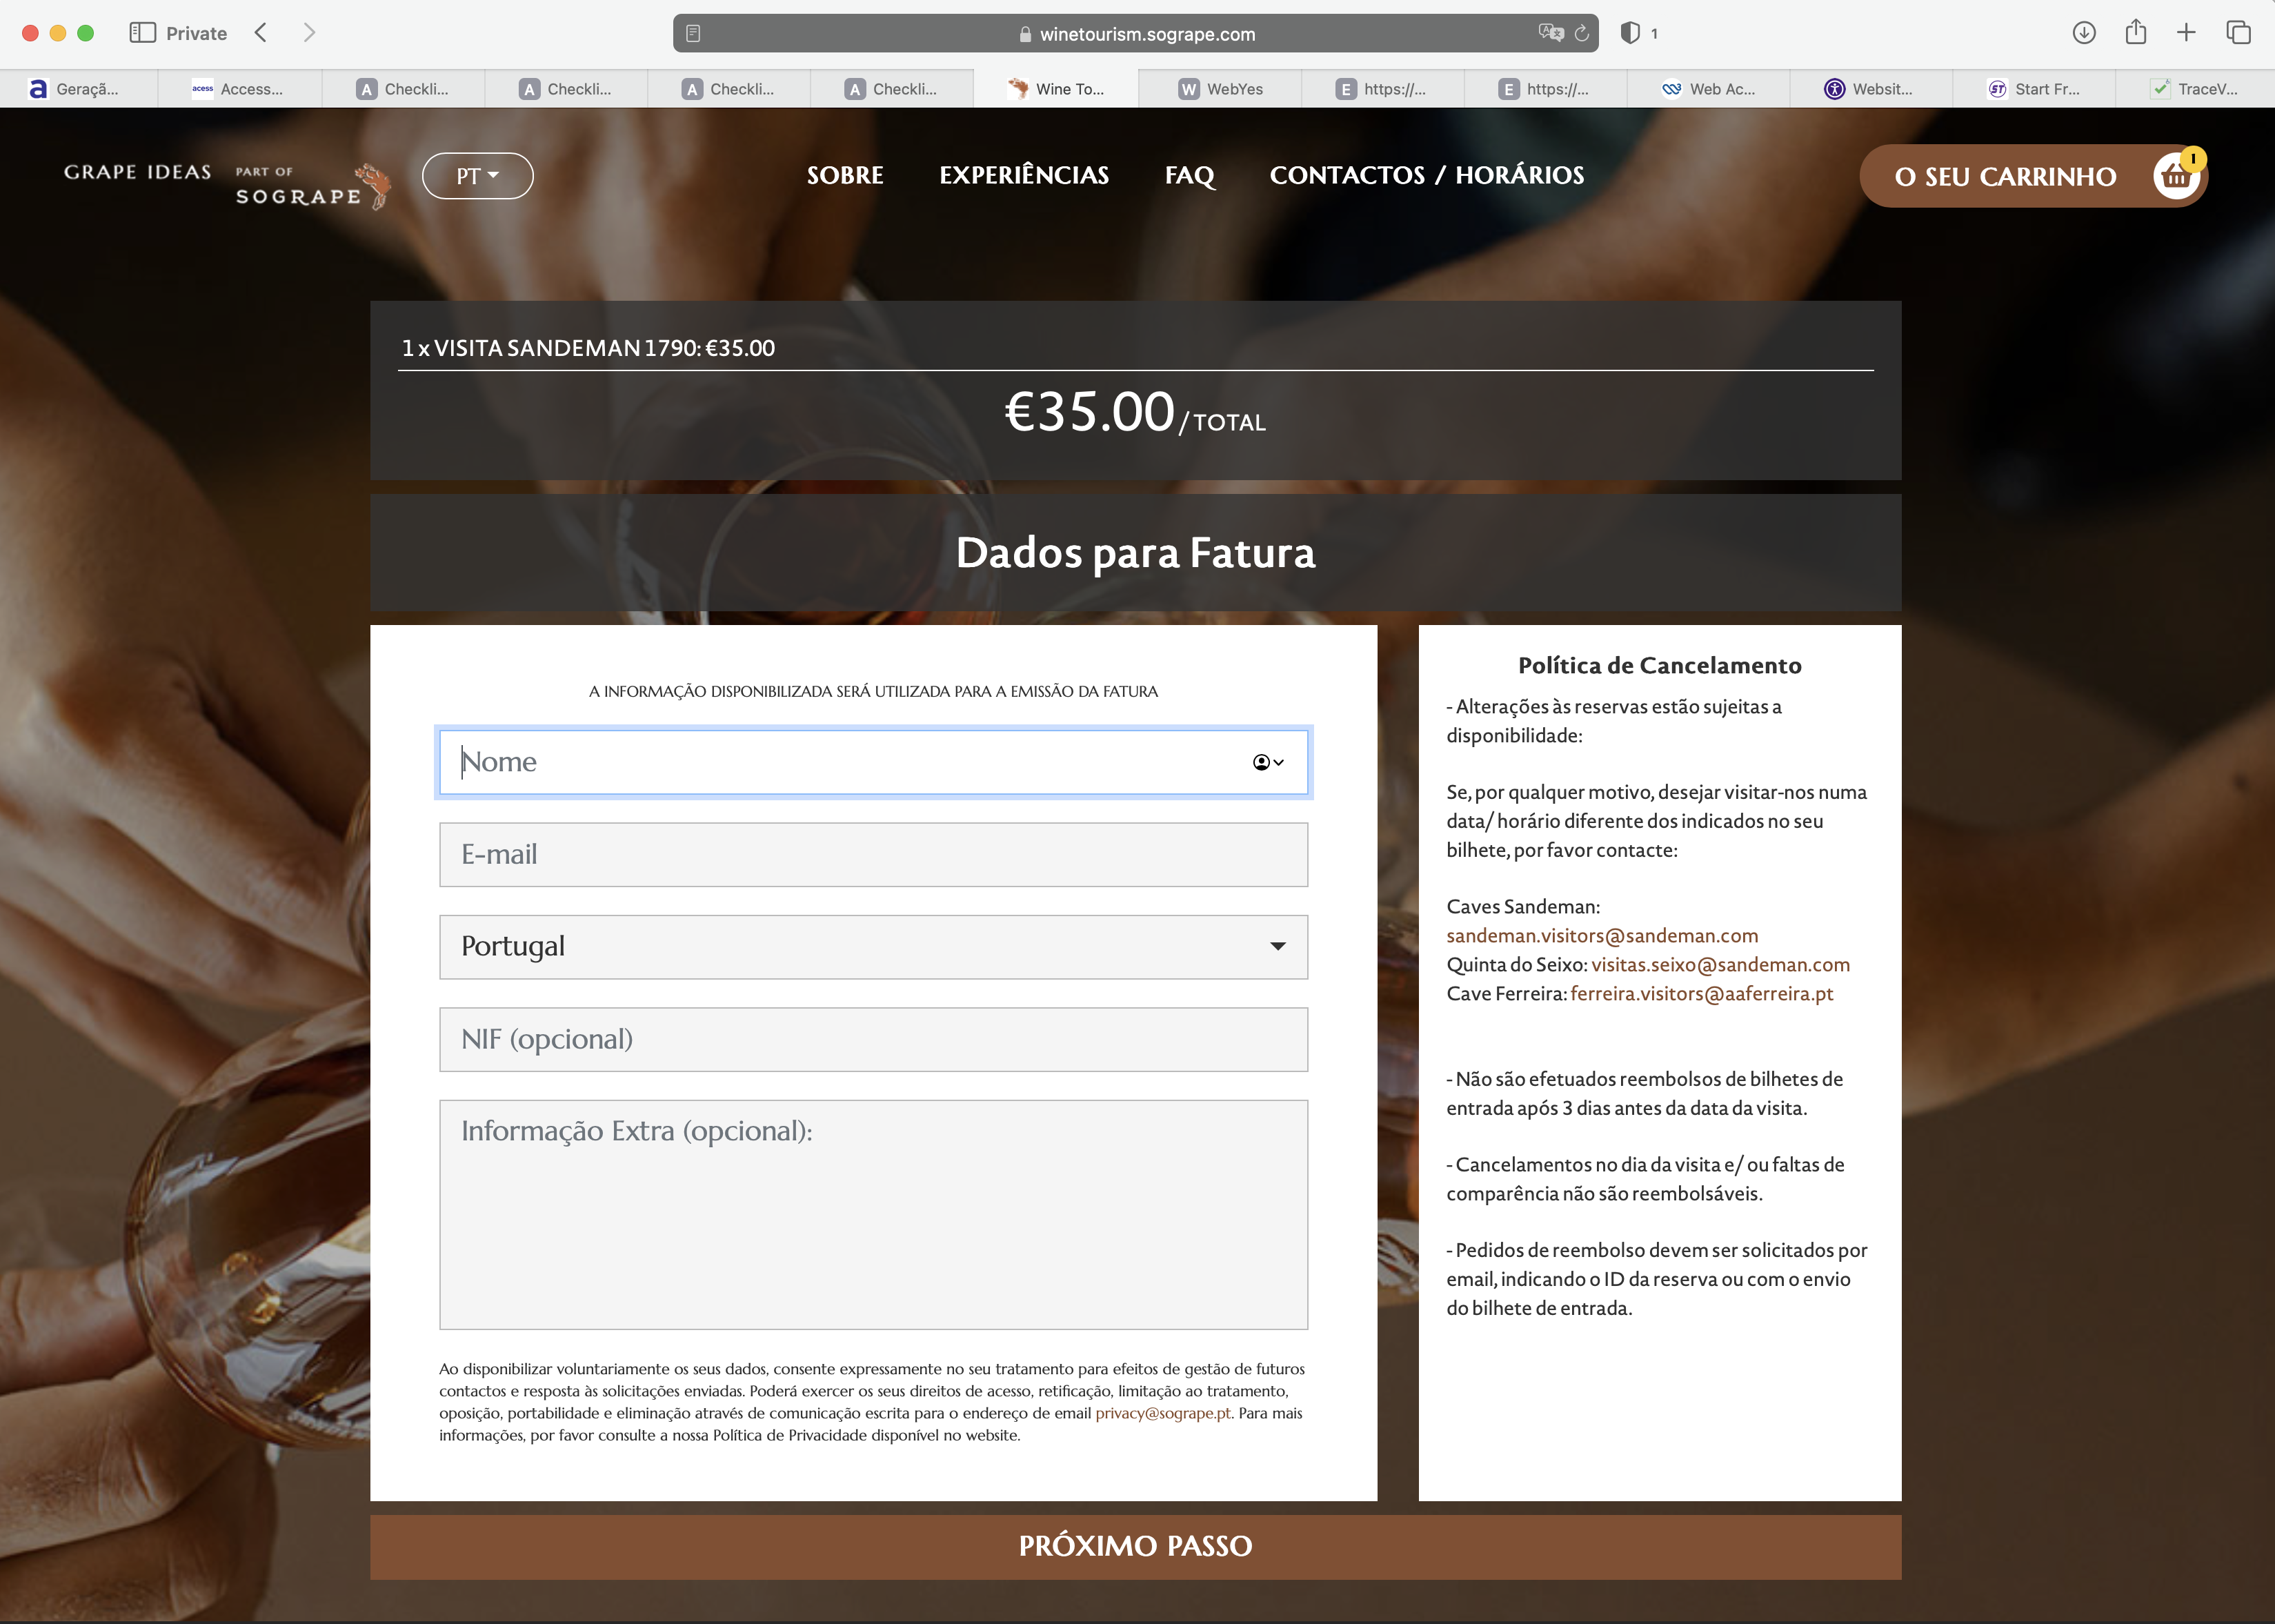 Private
winetourism.sogrape.com
1
Geraçã...
Access...
Checkli...
Checkli...
Checkli...
Checkli...
Wine To...
WebYes
https://...
https://...
Web Ac...
Websit...
Start Fr...
TraceV...
GRAPE IDEAS
PART OF
SOGRAPE
PT
SOBRE
EXPERIÊNCIAS
FAQ
CONTACTOS / HORÁRIOS
O SEU CARRINHO
1
1 x VISITA SANDEMAN 1790: €35.00
€35.00 / TOTAL
Dados para Fatura
A INFORMAÇÃO DISPONIBILIZADA SERÁ UTILIZADA PARA A EMISSÃO DA FATURA
Nome
E-mail
Portugal
NIF (opcional)
Informação Extra (opcional):
Ao disponibilizar voluntariamente os seus dados, consente expressamente no seu tratamento para efeitos de gestão de futuros
contactos e resposta às solicitações enviadas. Poderá exercer os seus direitos de acesso, retificação, limitação ao tratamento,
oposição, portabilidade e eliminação através de comunicação escrita para o endereço de email privacy@sogrape.pt. Para mais
informações, por favor consulte a nossa Política de Privacidade disponível no website.
Política de Cancelamento
- Alterações às reservas estão sujeitas a
disponibilidade:
Se, por qualquer motivo, desejar visitar-nos numa
data/ horário diferente dos indicados no seu
bilhete, por favor contacte:
Caves Sandeman:
sandeman.visitors@sandeman.com
Quinta do Seixo: visitas.seixo@sandeman.com
Cave Ferreira: ferreira.visitors@aaferreira.pt
- Não são efetuados reembolsos de bilhetes de
entrada após 3 dias antes da data da visita.
- Cancelamentos no dia da visita e/ ou faltas de
comparência não são reembolsáveis.
- Pedidos de reembolso devem ser solicitados por
email, indicando o ID da reserva ou com o envio
do bilhete de entrada.
PRÓXIMO PASSO